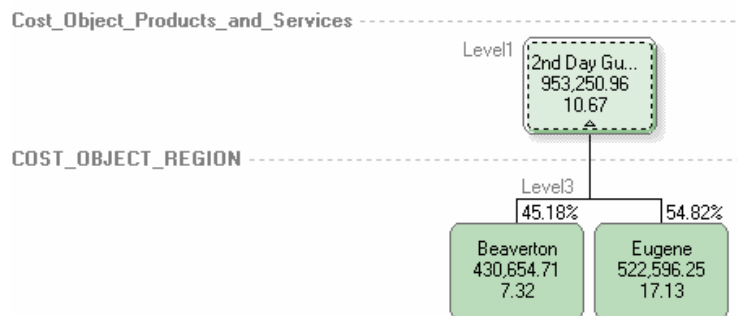 Cost_Object_Products_and_Services
Level1
2nd Day Gu...
953,250.96
10.67
COST_OBJECT_REGION
Level3
45.18%
54.82%
Beaverton
430,654.71
7.32
Eugene
522,596.25
17.13